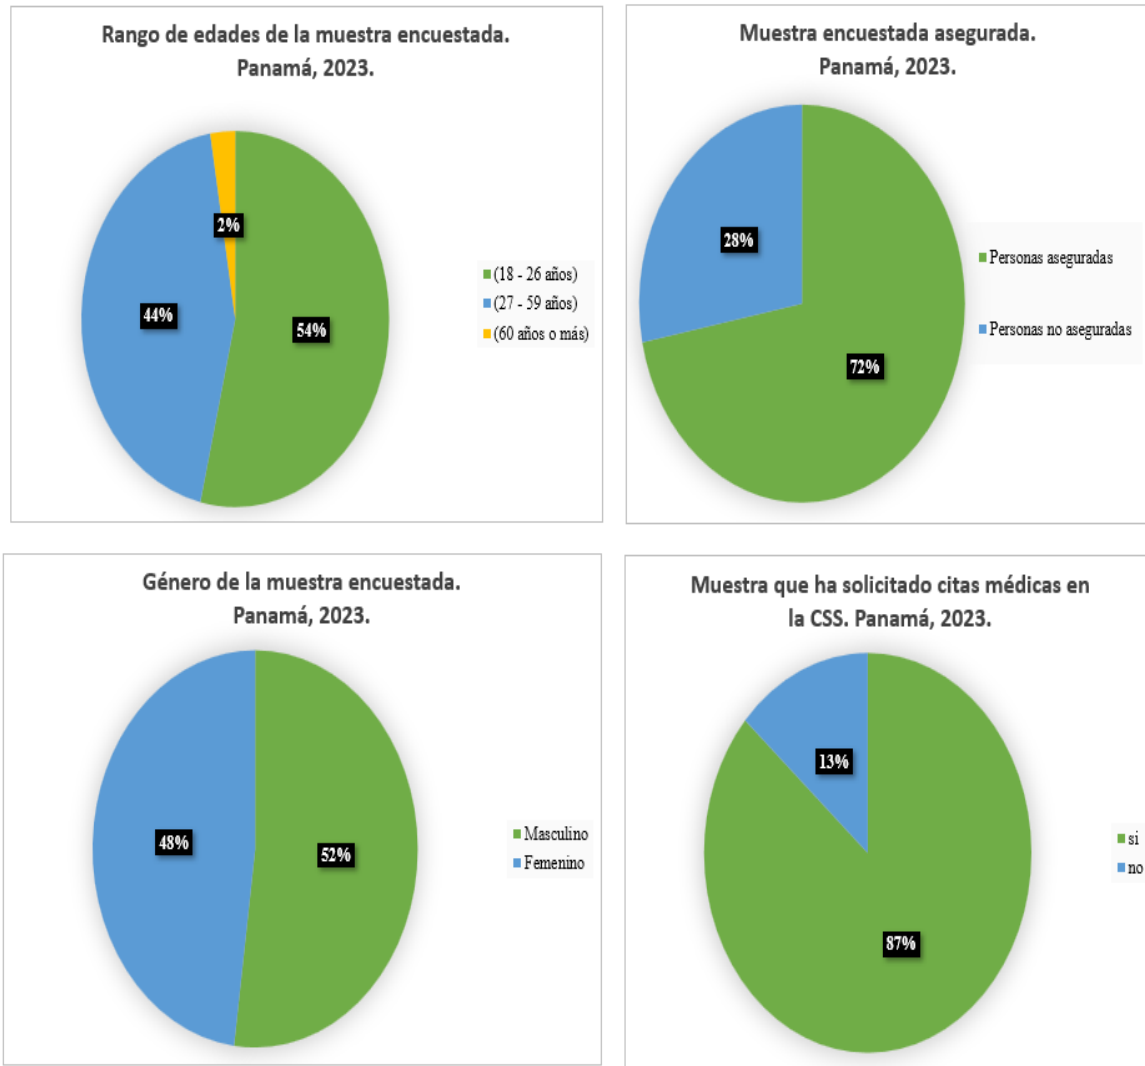 Rango de edades de la muestra encuestada.
Panamá, 2023.
2%
44%
54%
(18 - 26 años)
(27 - 59 años)
(60 años o más)
Muestra encuestada asegurada.
Panamá, 2023.
28%
72%
Personas aseguradas
Personas no aseguradas
Género de la muestra encuestada.
Panamá, 2023.
48%
52%
Masculino
Femenino
Muestra que ha solicitado citas médicas en
la CSS. Panamá, 2023.
13%
87%
si
no